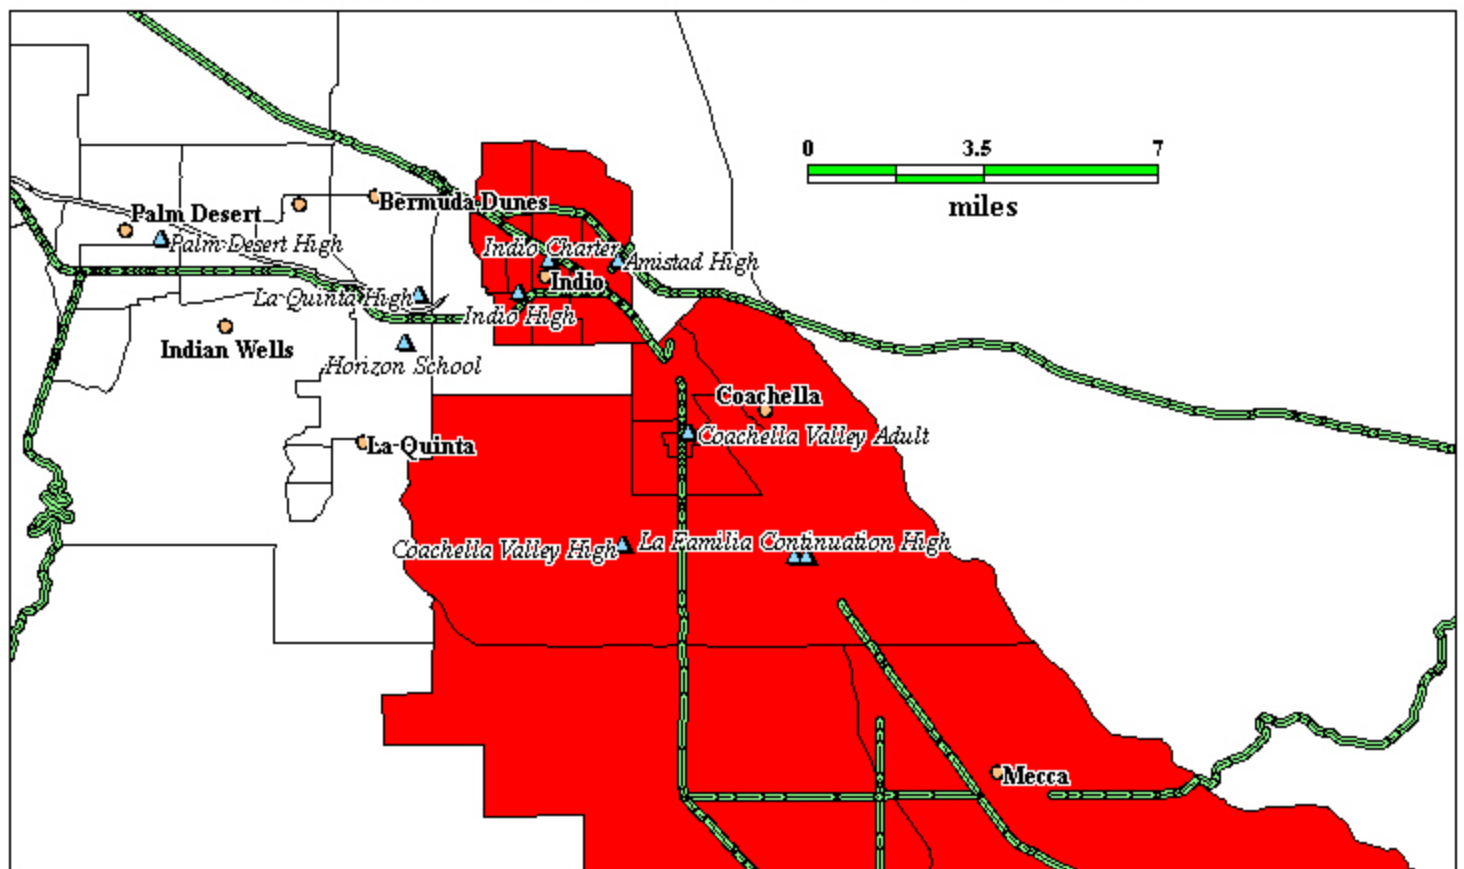 0 3.5 7
miles
Bermuda Dunes
Palm Desert
Palm Desert High
Indio Charter
Amistad High
Indio
La Quinta High
Indio High
Indian Wells
Horizon School
Coachella
Coachella Valley Adult
La Quinta
Coachella Valley High
La Familia Continuation High
Mecca